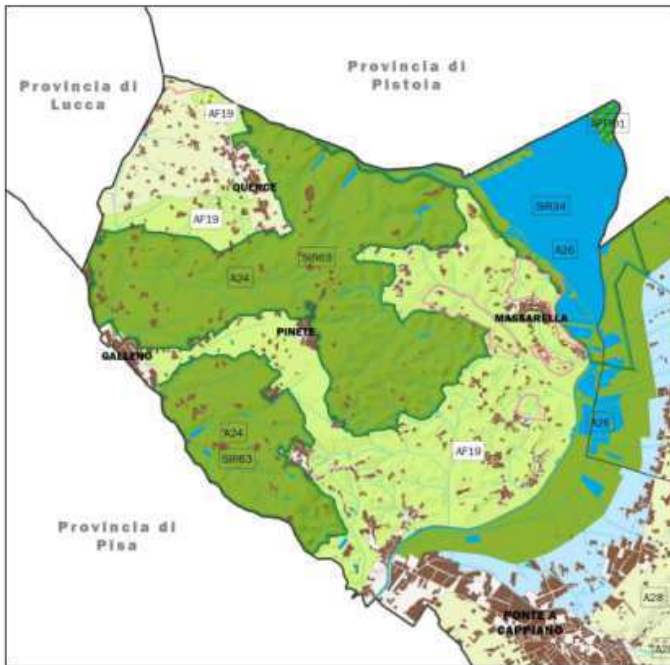 Provincia di
Lucca
Provincia di
Pistoia
AF19
QUERCE
AF19
SIR34
A26
A24
SIR63
MASSARELLA
PINETE
GALLENO
A24
SIR63
A26
AF19
Provincia di
Pisa
A28
PONTE A
CAPPIANO